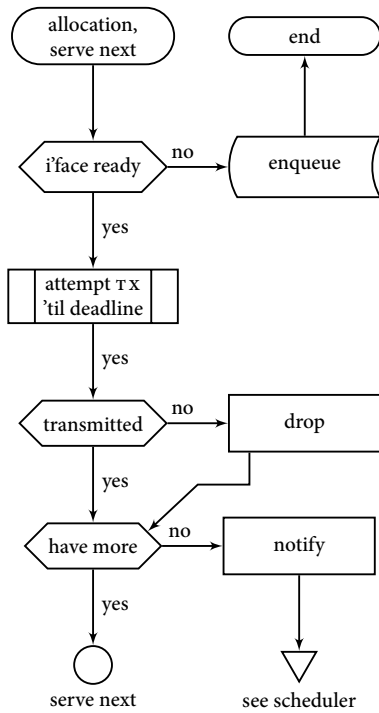 allocation,
serve next
end
i'face ready
no
enqueue
yes
attempt TX
'til deadline
yes
transmitted
no
drop
yes
have more
no
notify
yes
serve next
see scheduler